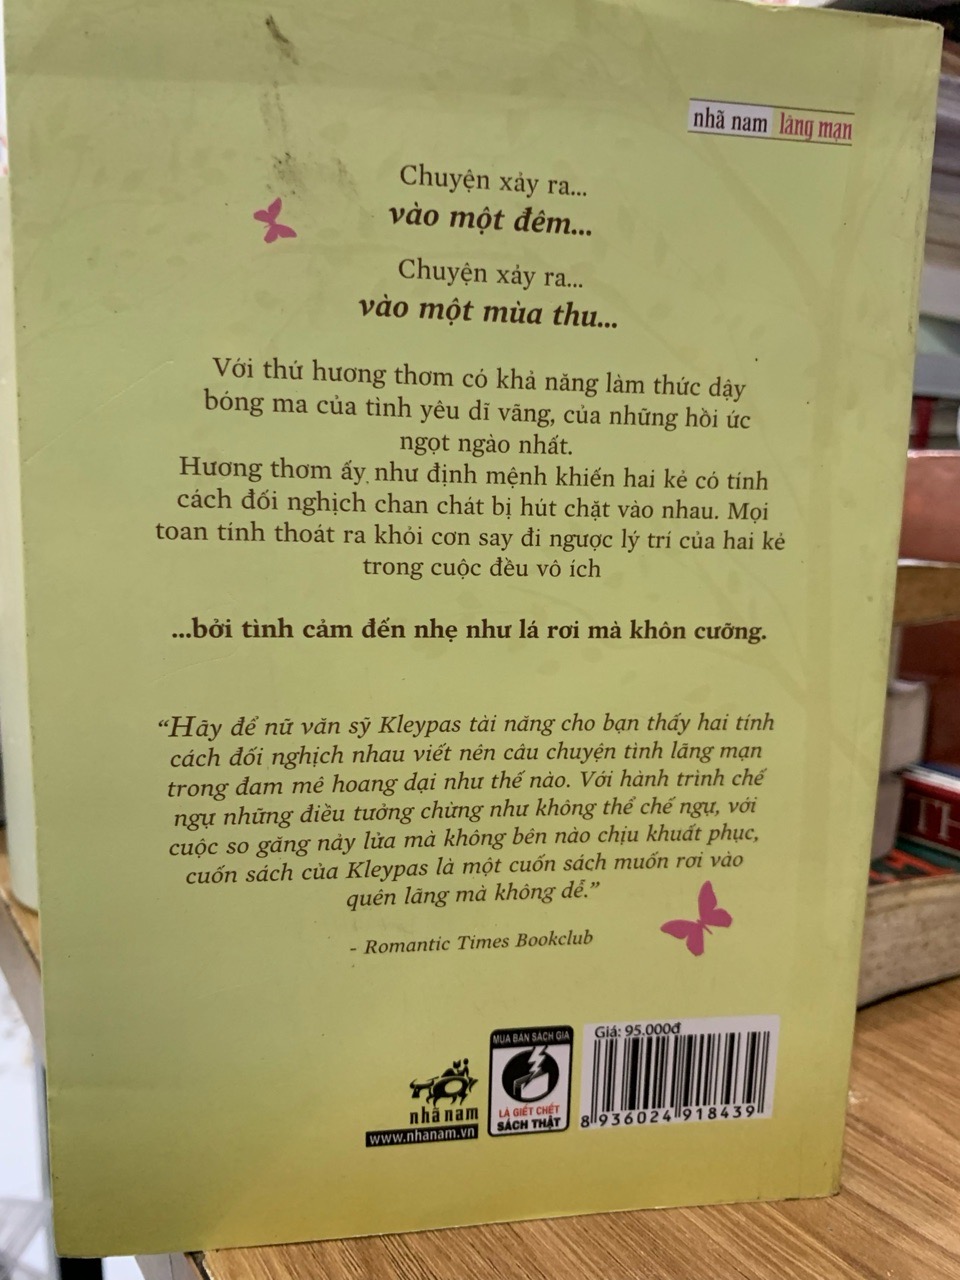 nhã nam lãng mạn
Chuyện xảy ra...
vào một đêm...
Chuyện xảy ra...
vào một mùa thu...
Với thứ hương thơm có khả năng làm thức dậy
bóng ma của tình yêu dĩ vãng, của những hồi ức
ngọt ngào nhất.
Hương thơm ấy như định mệnh khiến hai kẻ có tính
cách đối nghịch chan chát bị hút chặt vào nhau. Mọi
toan tính thoát ra khỏi cơn say đi ngược lý trí của hai kẻ
trong cuộc đều vô ích
...bởi tình cảm đến nhẹ như lá rơi mà khôn cưỡng.
“Hãy để nữ văn sỹ Kleypas tài năng cho bạn thấy hai tính
cách đối nghịch nhau viết nên câu chuyện tình lãng mạn
trong đam mê hoang dại như thế nào. Với hành trình chế
ngự những điều tưởng chừng như không thể chế ngự, với
cuộc so găng nảy lửa mà không bên nào chịu khuất phục,
cuốn sách của Kleypas là một cuốn sách muốn rơi vào
quên lãng mà không dễ.”
- Romantic Times Bookclub
nhã nam
www.nhanam.vn
MUA BÁN SÁCH GIẢ
LÀ GIẾT CHẾT
SÁCH THẬT
Giá: 95.000đ
8 936024 918439
TH